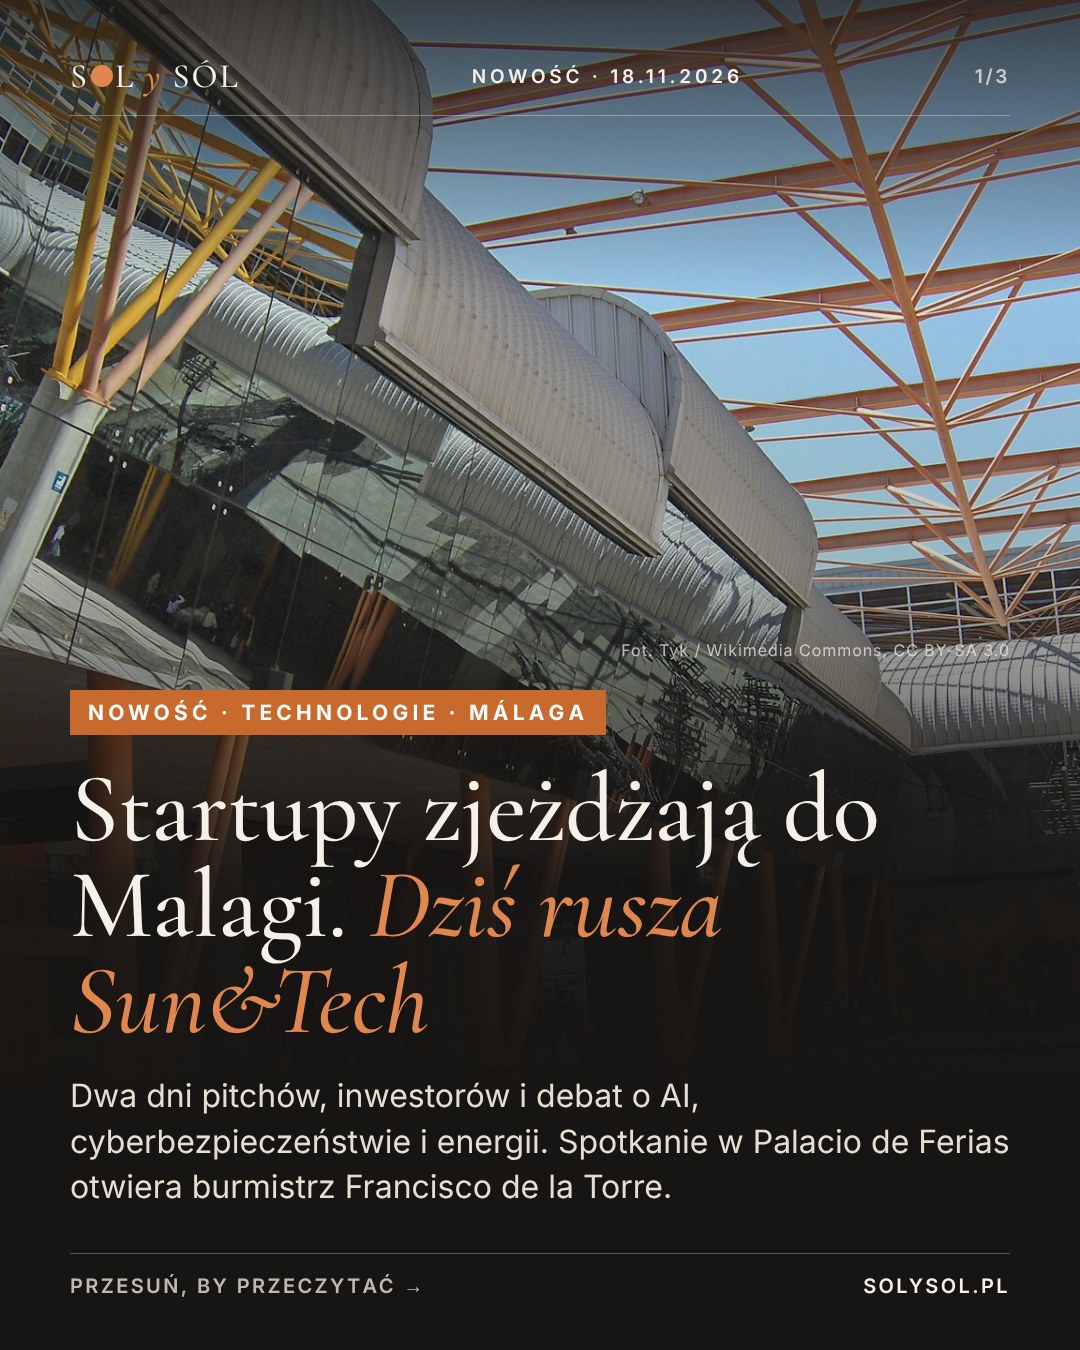 SOL y SÓL
NOWOŚĆ · 18.11.2026
1/3
Fot. Tyk / Wikimedia Commons, CC BY-SA 3.0
NOWOŚĆ · TECHNOLOGIE · MÁLAGA
Startupy zjeżdżają do
Malagi. Dziś rusza
Sun&Tech
Dwa dni pitchów, inwestorów i debat o AI,
cyberbezpieczeństwie i energii. Spotkanie w Palacio de Ferias
otwiera burmistrz Francisco de la Torre.
PRZESUŃ, BY PRZECZYTAĆ →
SOLYSOL.PL